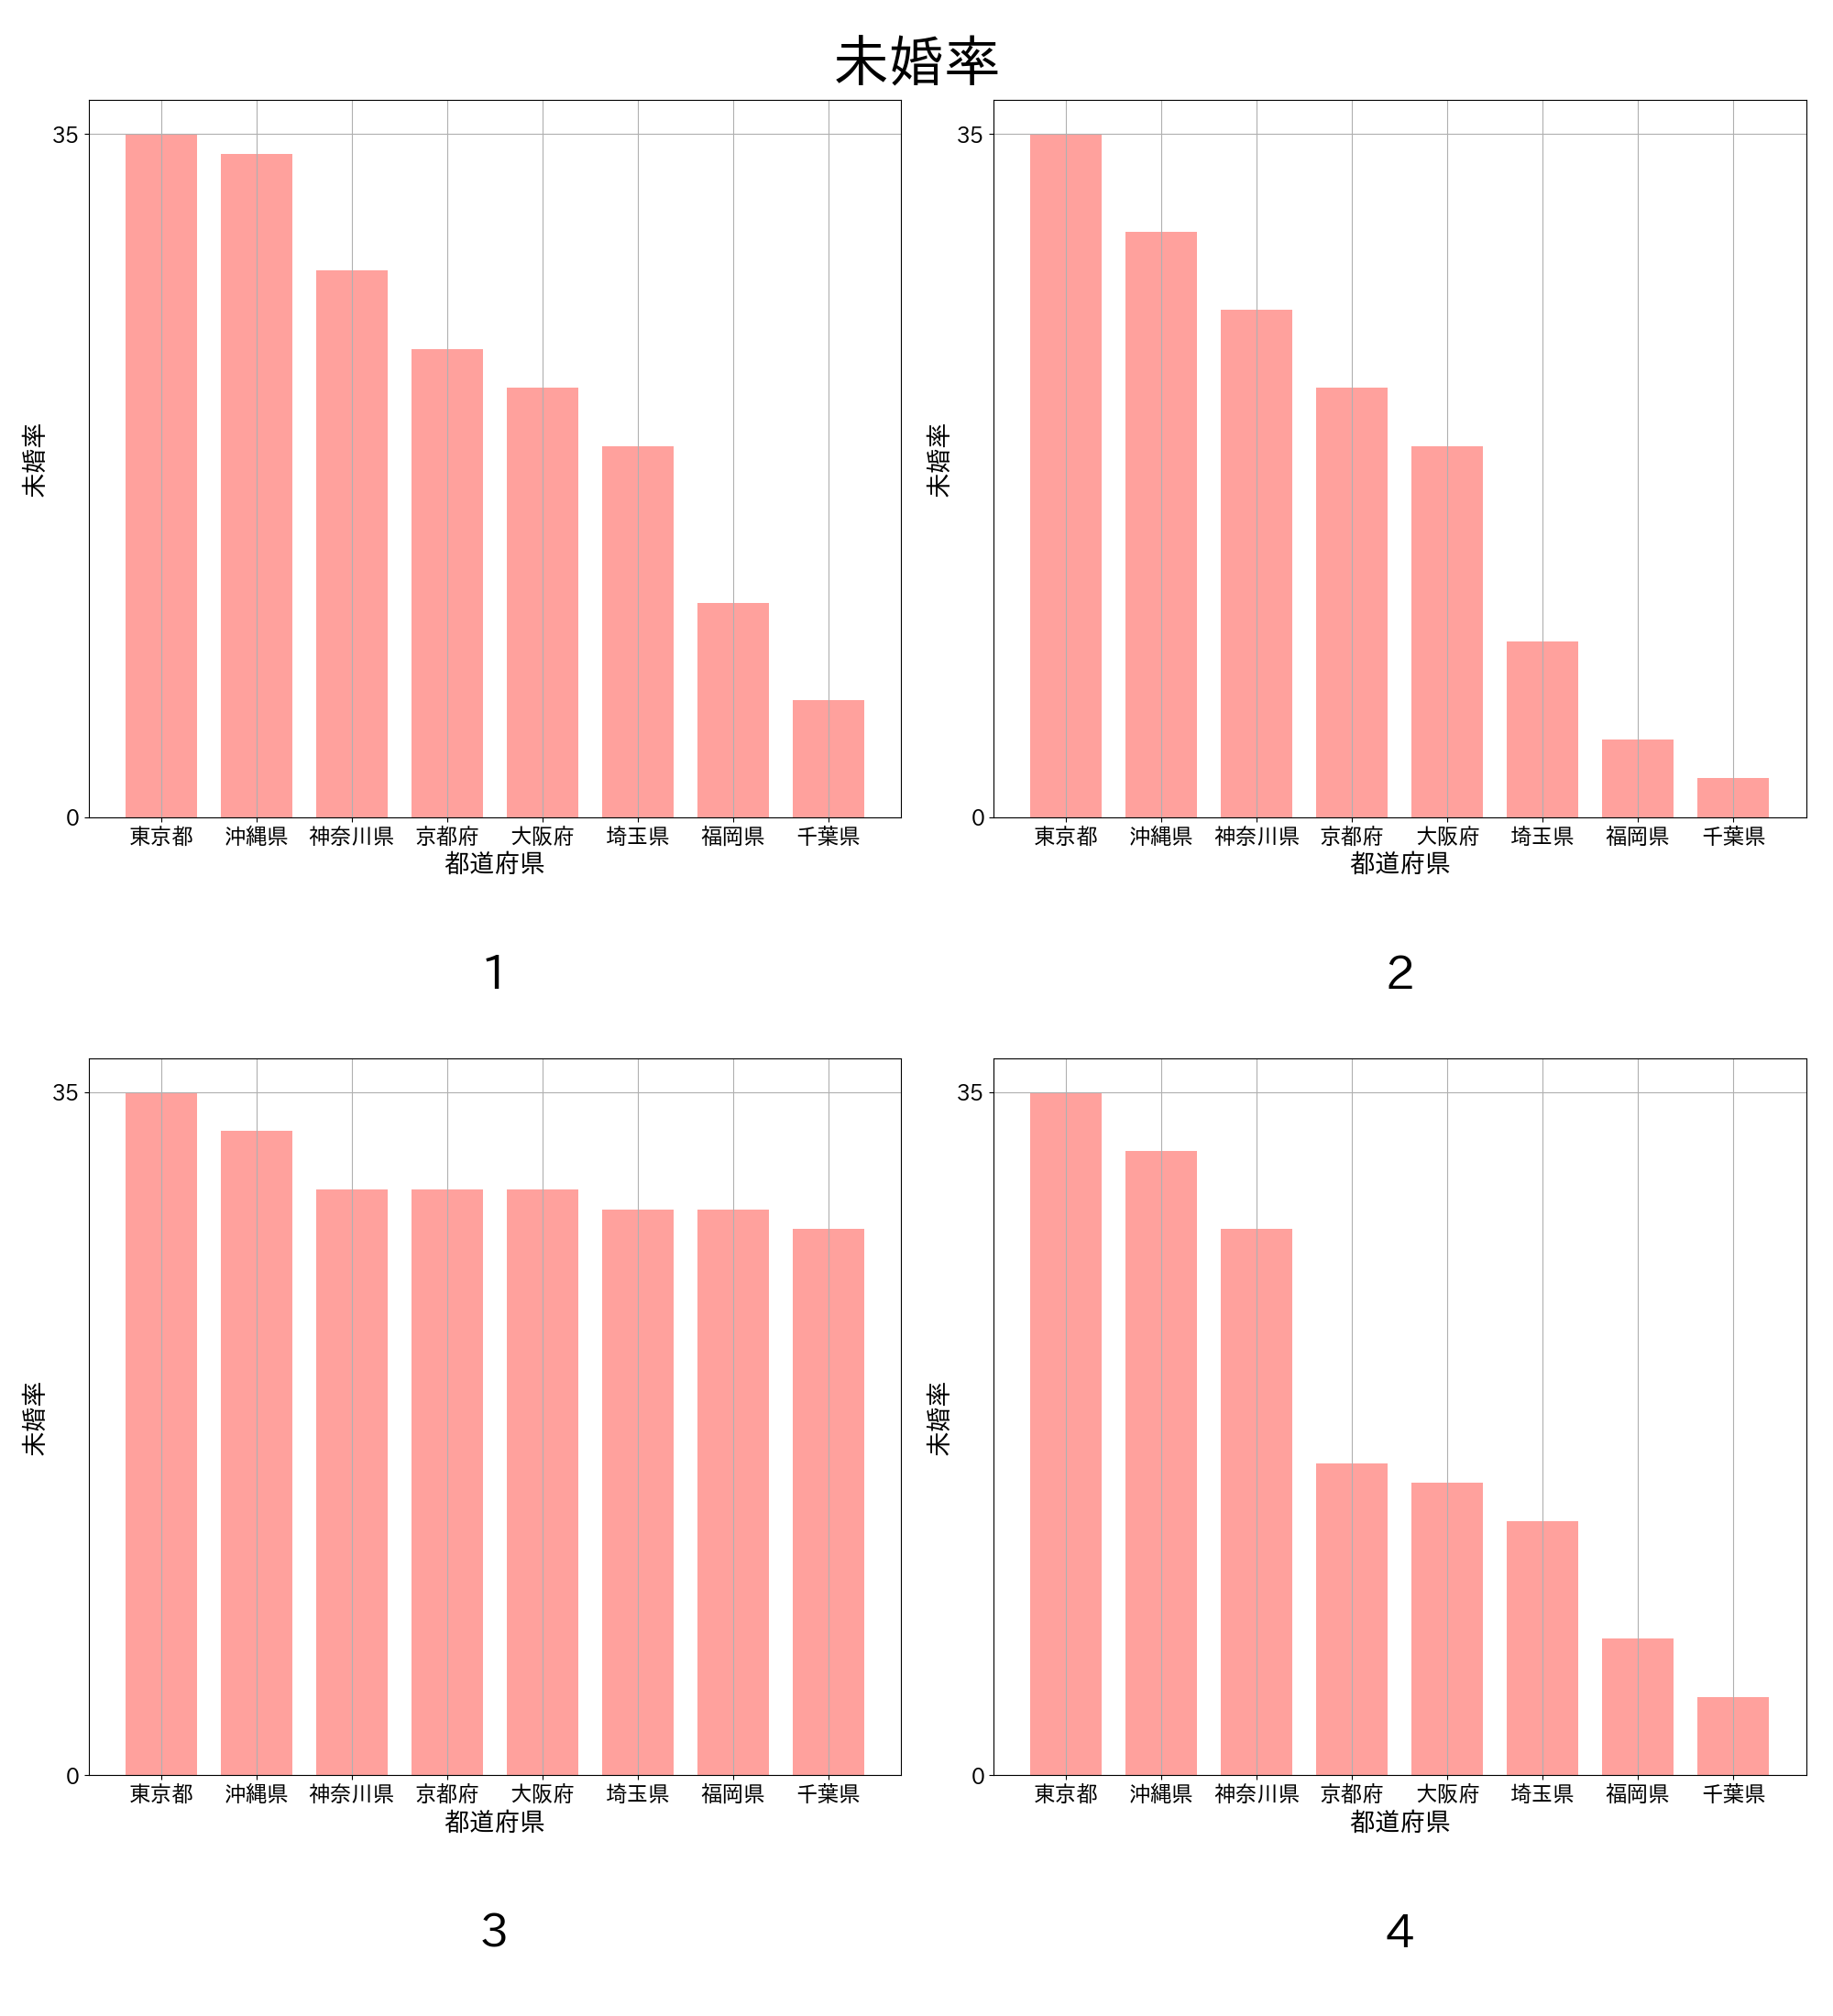 未婚率
35
0
未婚率
東京都 沖縄県 神奈川県 京都府 大阪府 埼玉県 福岡県 千葉県
都道府県
1
35
0
未婚率
東京都 沖縄県 神奈川県 京都府 大阪府 埼玉県 福岡県 千葉県
都道府県
2
35
0
未婚率
東京都 沖縄県 神奈川県 京都府 大阪府 埼玉県 福岡県 千葉県
都道府県
3
35
0
未婚率
東京都 沖縄県 神奈川県 京都府 大阪府 埼玉県 福岡県 千葉県
都道府県
4